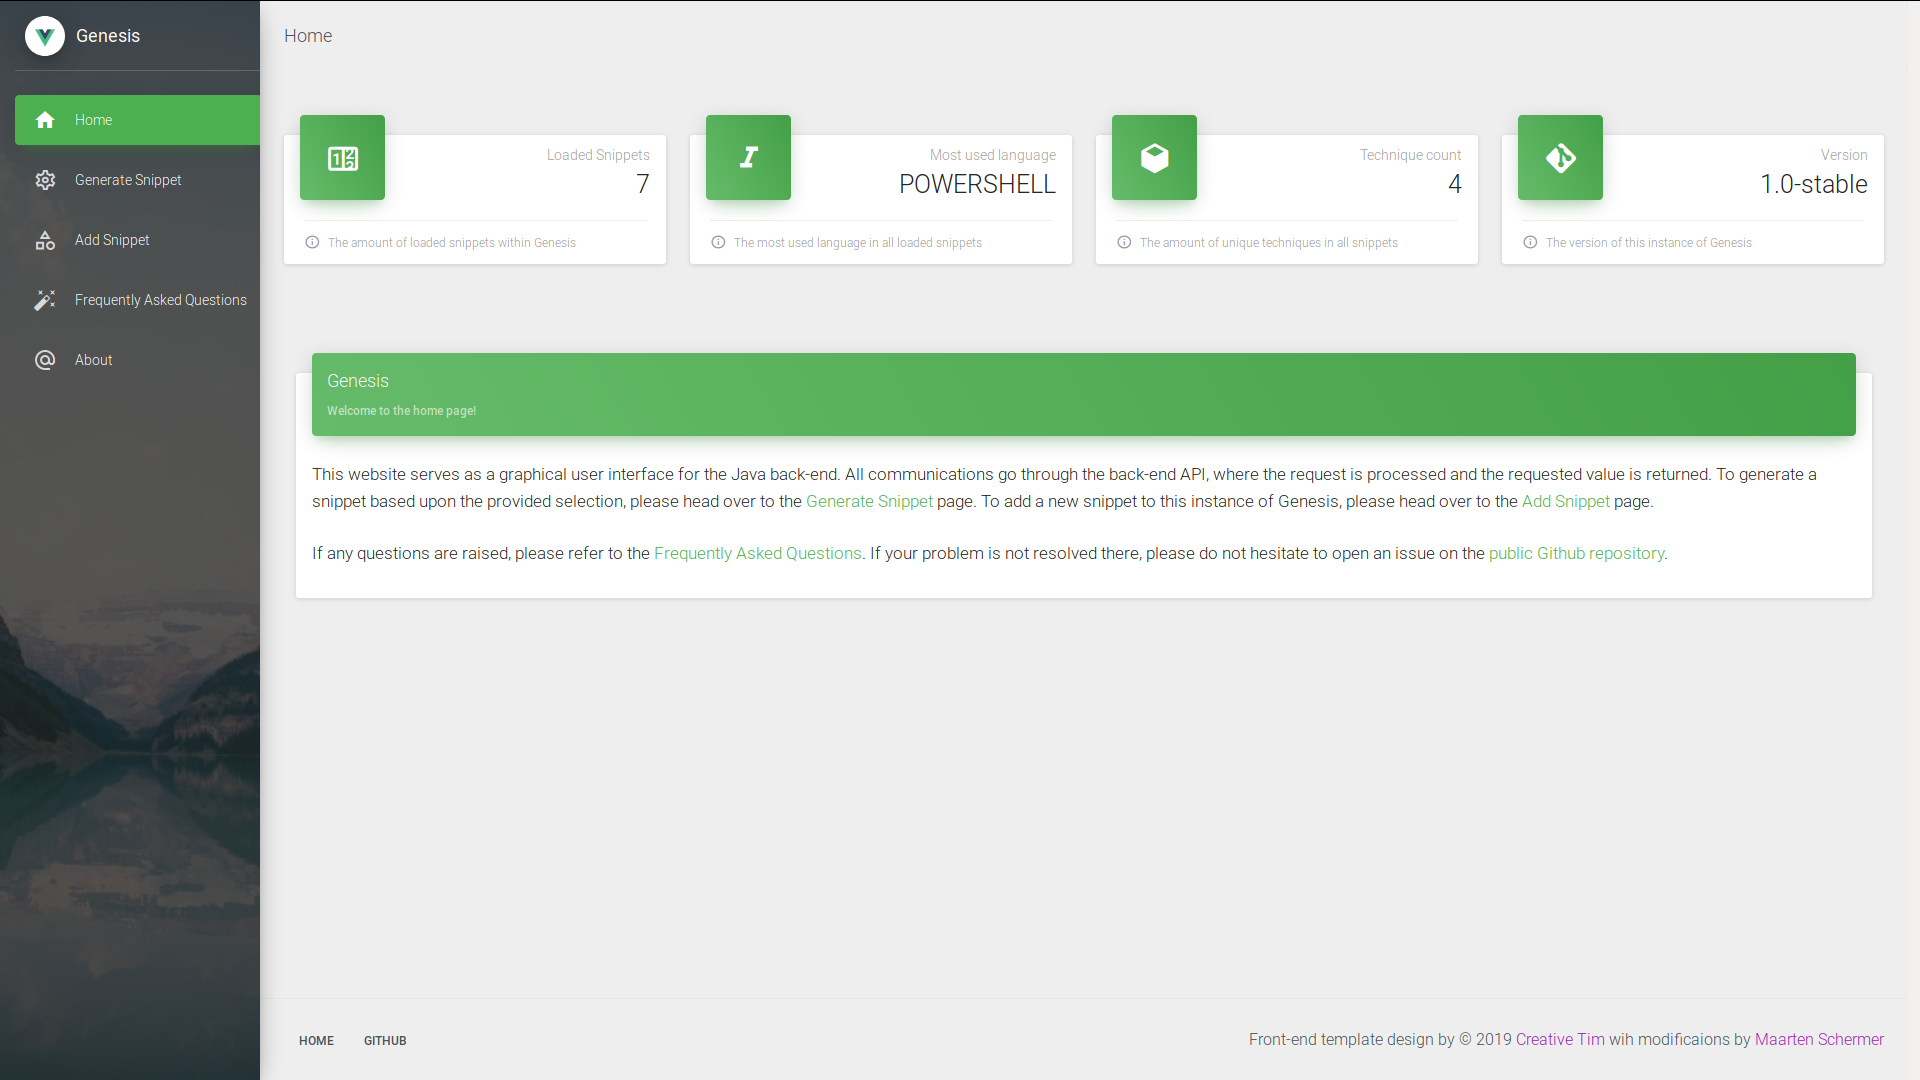 Genesis
Home
Generate Snippet
Add Snippet
Frequently Asked Questions
About
Home
Loaded Snippets
7
The amount of loaded snippets within Genesis
Most used language
POWERSHELL
The most used language in all loaded snippets
Technique count
4
The amount of unique techniques in all snippets
Version
1.0-stable
The version of this instance of Genesis
Genesis
Welcome to the home page!
This website serves as a graphical user interface for the Java back-end. All communications go through the back-end API, where the request is processed and the requested value is returned. To generate a
snippet based upon the provided selection, please head over to the Generate Snippet page. To add a new snippet to this instance of Genesis, please head over to the Add Snippet page.
If any questions are raised, please refer to the Frequently Asked Questions. If your problem is not resolved there, please do not hesitate to open an issue on the public Github repository.
HOME GITHUB
Front-end template design by © 2019 Creative Tim wih modificaions by Maarten Schermer